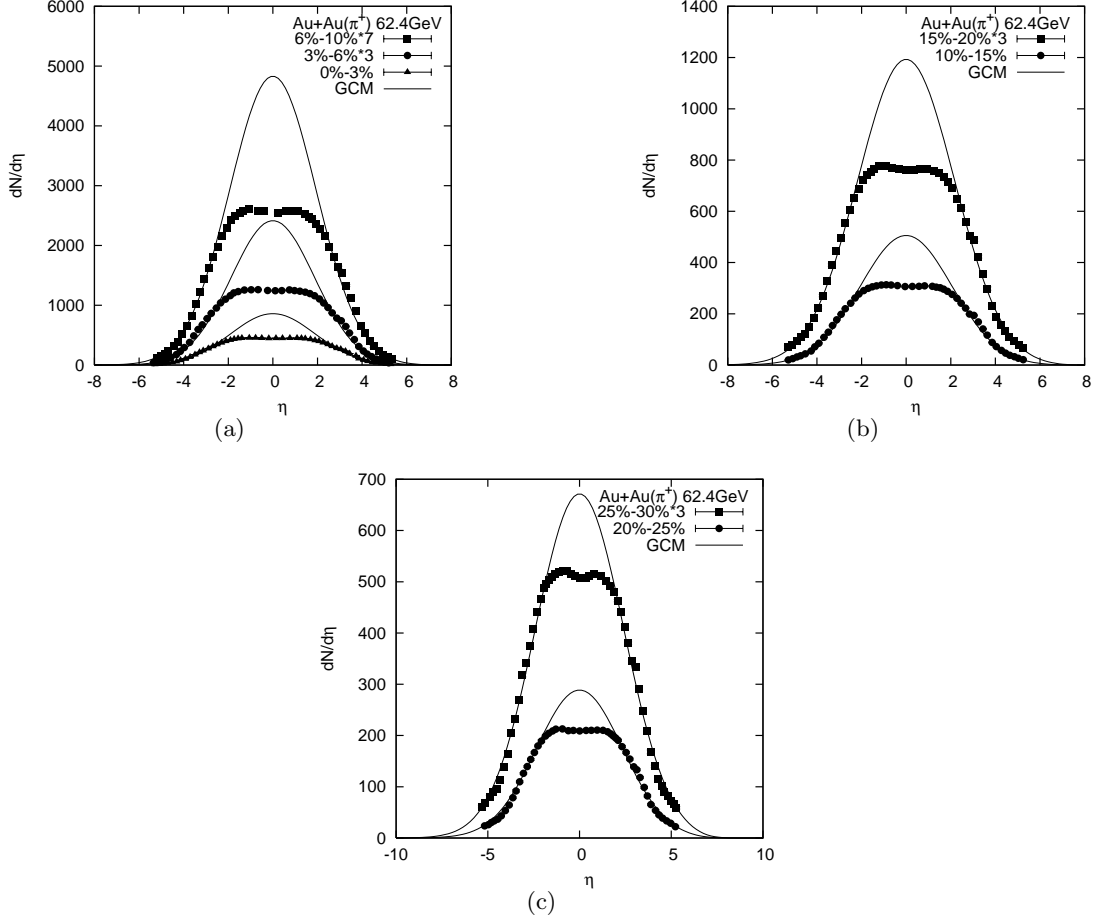 Au+Au(π+) 62.4GeV
6%-10%*7
3%-6%*3
0%-3%
GCM
6000
5000
4000
3000
2000
1000
0
dN/dη
-8 -6 -4 -2 0 2 4 6 8
η
(a)
Au+Au(π+) 62.4GeV
15%-20%*3
10%-15%
GCM
1400
1200
1000
800
600
400
200
0
dN/dη
-8 -6 -4 -2 0 2 4 6 8
η
(b)
Au+Au(π+) 62.4GeV
25%-30%*3
20%-25%
GCM
700
600
500
400
300
200
100
0
dN/dη
-10 -5 0 5 10
η
(c)